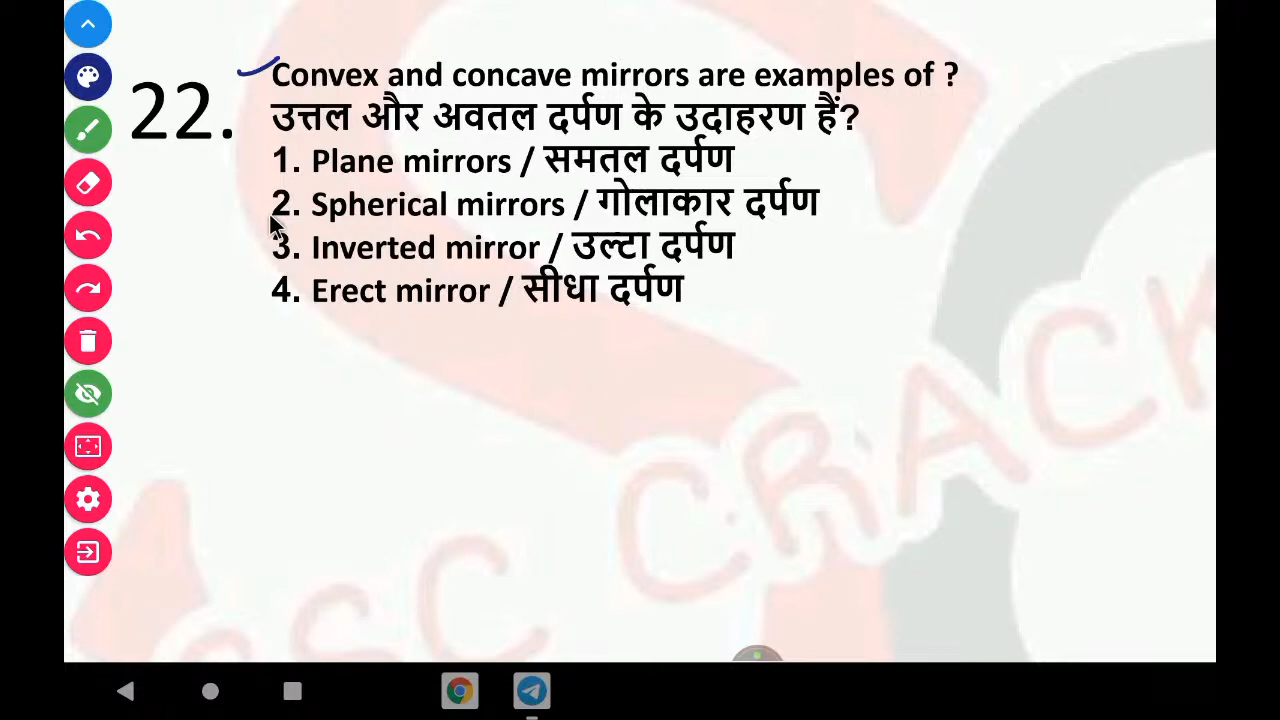 22.
Convex and concave mirrors are examples of ?
उत्तल और अवतल दर्पण के उदाहरण हैं?
1. Plane mirrors / समतल दर्पण
2. Spherical mirrors / गोलाकार दर्पण
3. Inverted mirror / उल्टा दर्पण
4. Erect mirror / सीधा दर्पण
SSC CRACK